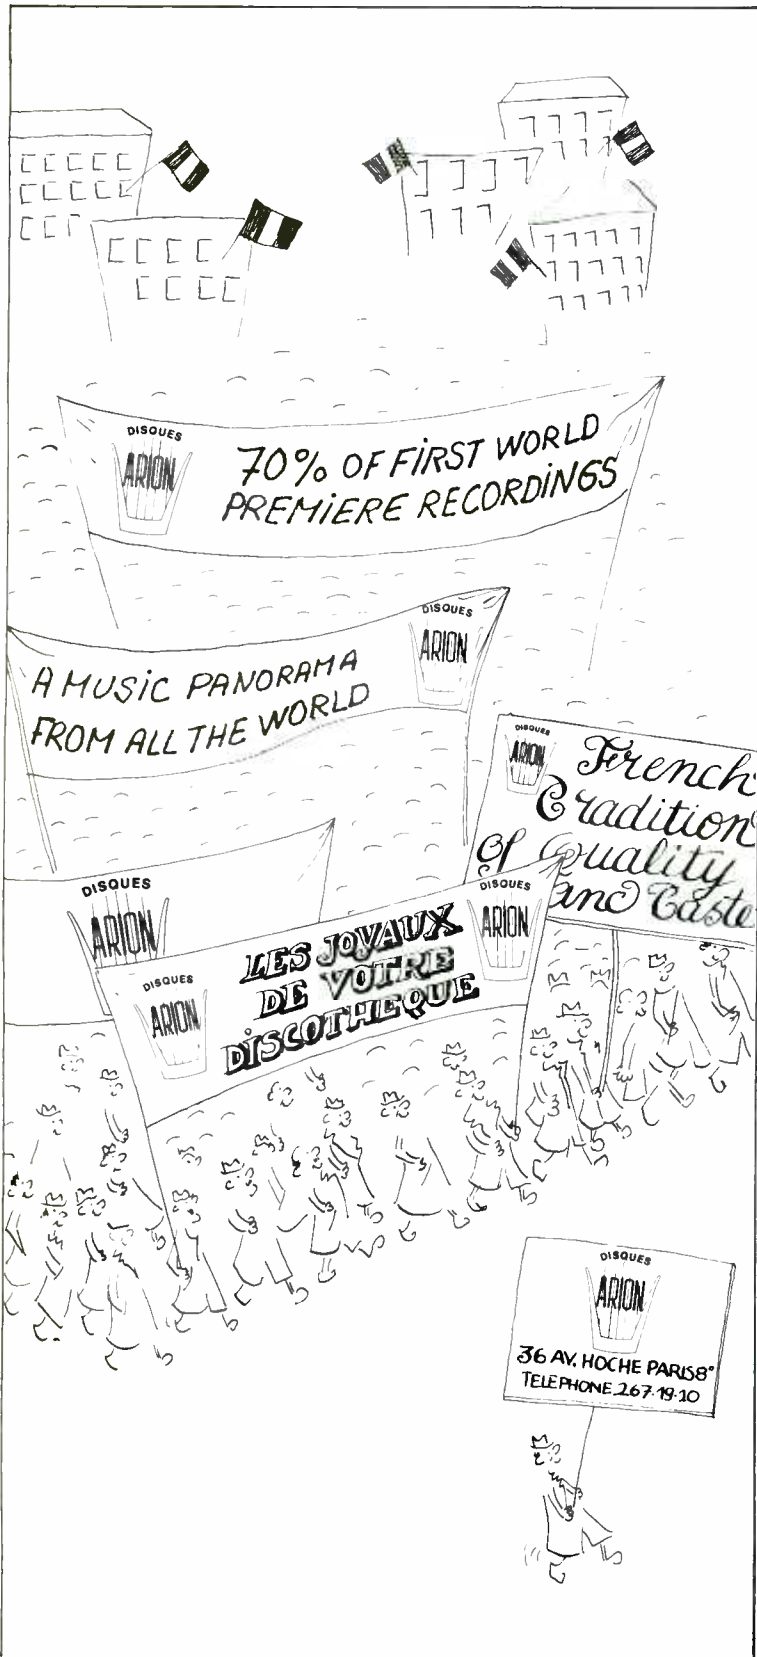 DISQUES
ARION
70% OF FIRST WORLD
PREMIERE RECORDINGS
DISQUES
ARION
A MUSIC PANORAMA
FROM ALL THE WORLD
DISQUES
ARION
French
Tradition
Of Quality
and Taste
DISQUES
ARION
DISQUES
ARION
LES JOYAUX
DE VOTRE
DISCOTHEQUE
DISQUES
ARION
DISQUES
ARION
36 AV. HOCHE PARIS 8°
TELEPHONE.267.19.10